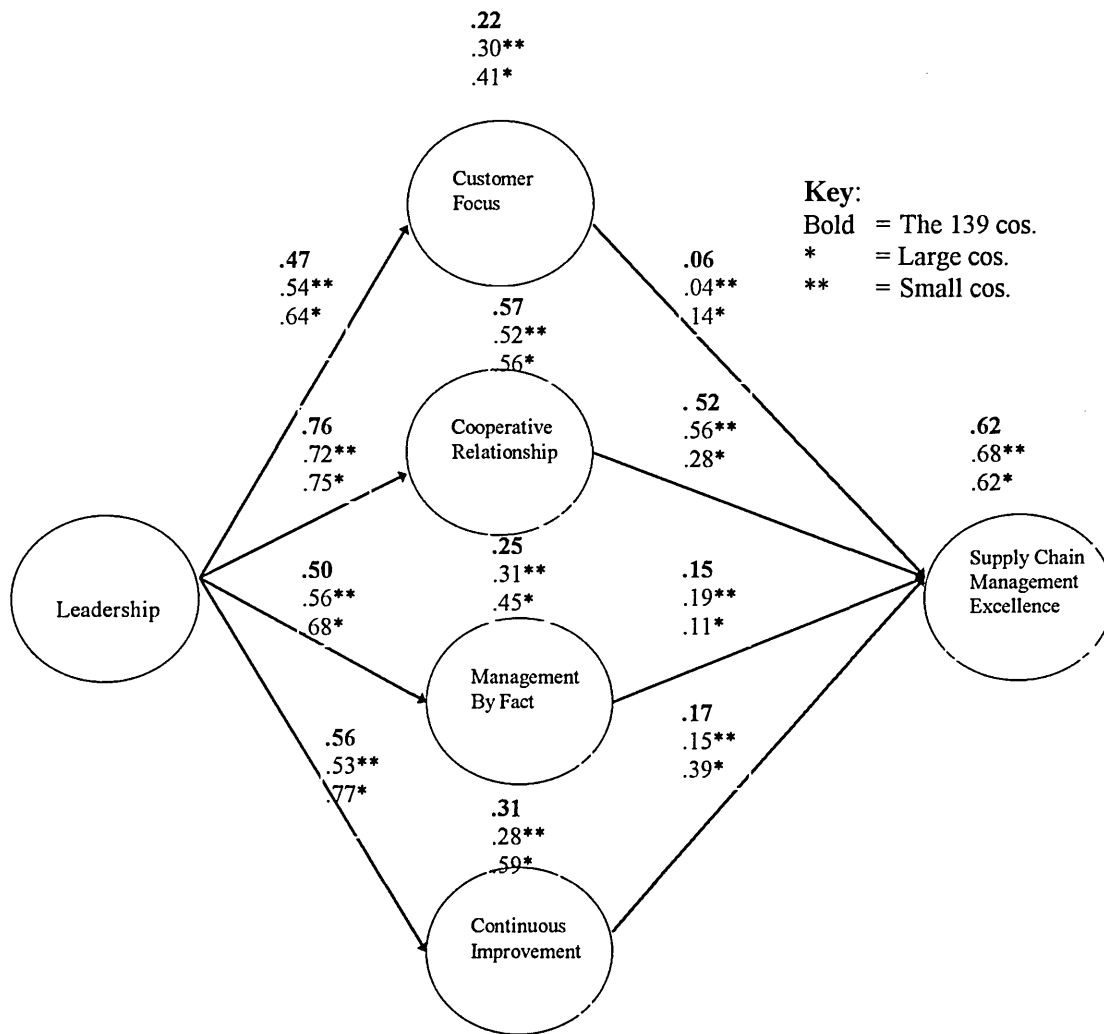 .22
.30**
.41*
Customer
Focus
Key:
Bold = The 139 cos.
* = Large cos.
** = Small cos.
.47
.54**
.64*
.06
.04**
.14*
.57
.52**
.56*
Cooperative
Relationship
.76
.72**
.75*
. 52
.56**
.28*
.62
.68**
.62*
Leadership
Supply Chain
Management
Excellence
.50
.56**
.68*
.25
.31**
.45*
.15
.19**
.11*
Management
By Fact
.56
.53**
.77*
.17
.15**
.39*
.31
.28**
.59*
Continuous
Improvement